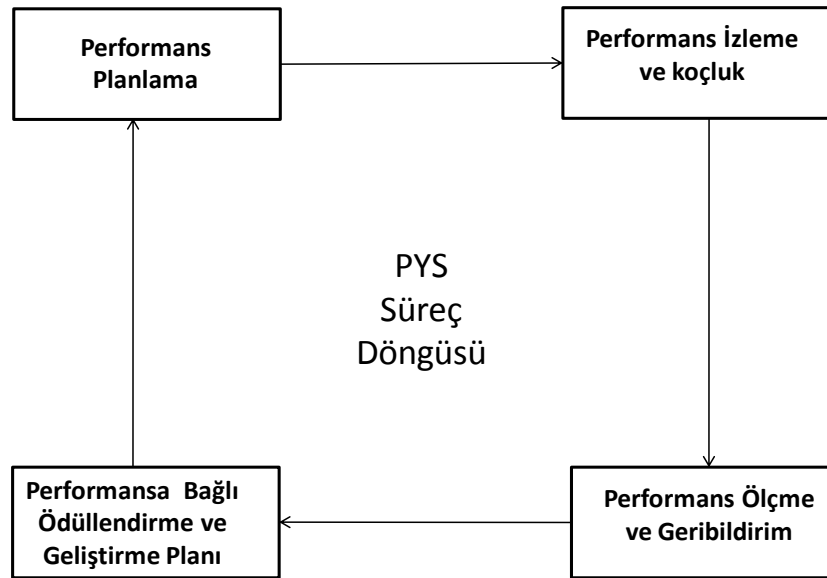 Performans
Planlama
Performans İzleme
ve koçluk
PYS
Süreç
Döngüsü
Performansa Bağlı
Ödüllendirme ve
Geliştirme Planı
Performans Ölçme
ve Geribildirim